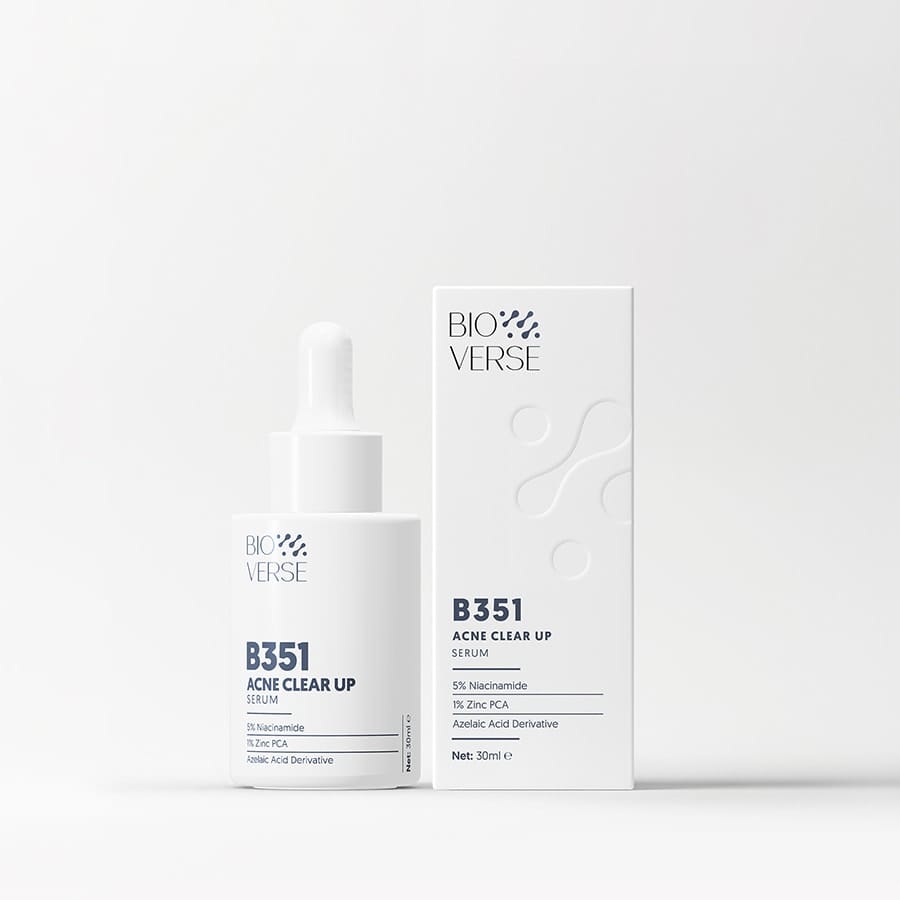 BIO
VERSE
B351
ACNE CLEAR UP
SERUM
5% Niacinamide
1% Zinc PCA
Azelaic Acid Derivative
Net: 30ml ℮
BIO
VERSE
B351
ACNE CLEAR UP
SERUM
5% Niacinamide
1% Zinc PCA
Azelaic Acid Derivative
Net: 30ml ℮